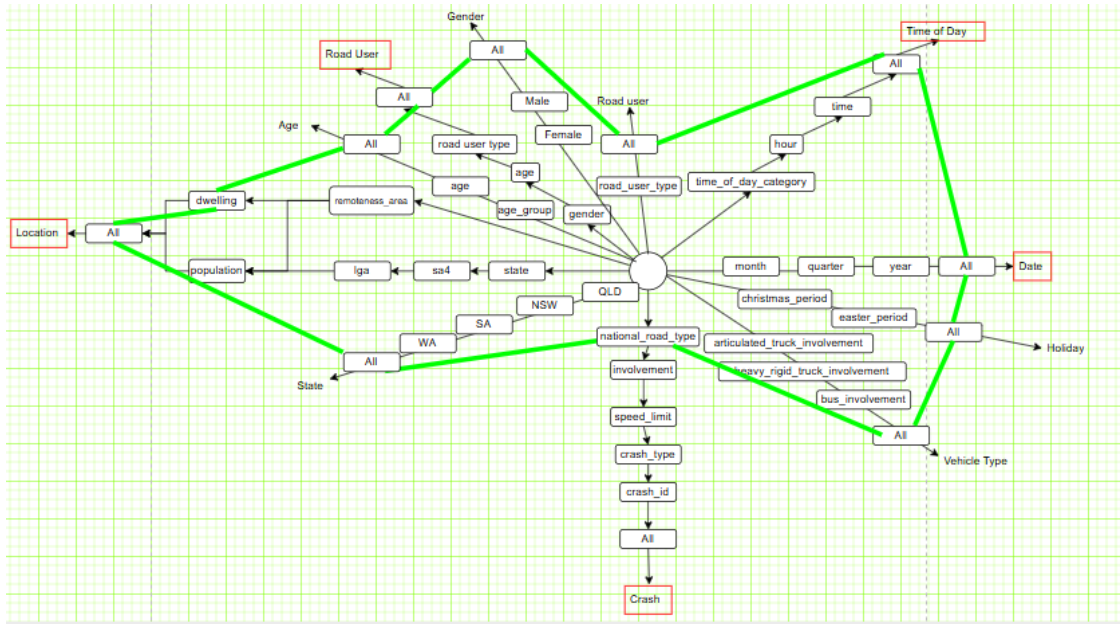 Gender
Time of Day
All
Road User
All
All
Male
Road user
time
Age
Female
All
All
road user type
hour
age
age
road_user_type
time_of_day_category
dwelling
remoteness_area
age_group
gender
Location
All
population
lga
sa4
state
month
quarter
year
All
Date
QLD
christmas_period
NSW
easter_period
SA
All
national_road_type
WA
articulated_truck_involvement
Holiday
All
involvement
heavy_rigid_truck_involvement
State
bus_involvement
speed_limit
All
crash_type
Vehicle Type
crash_id
All
Crash